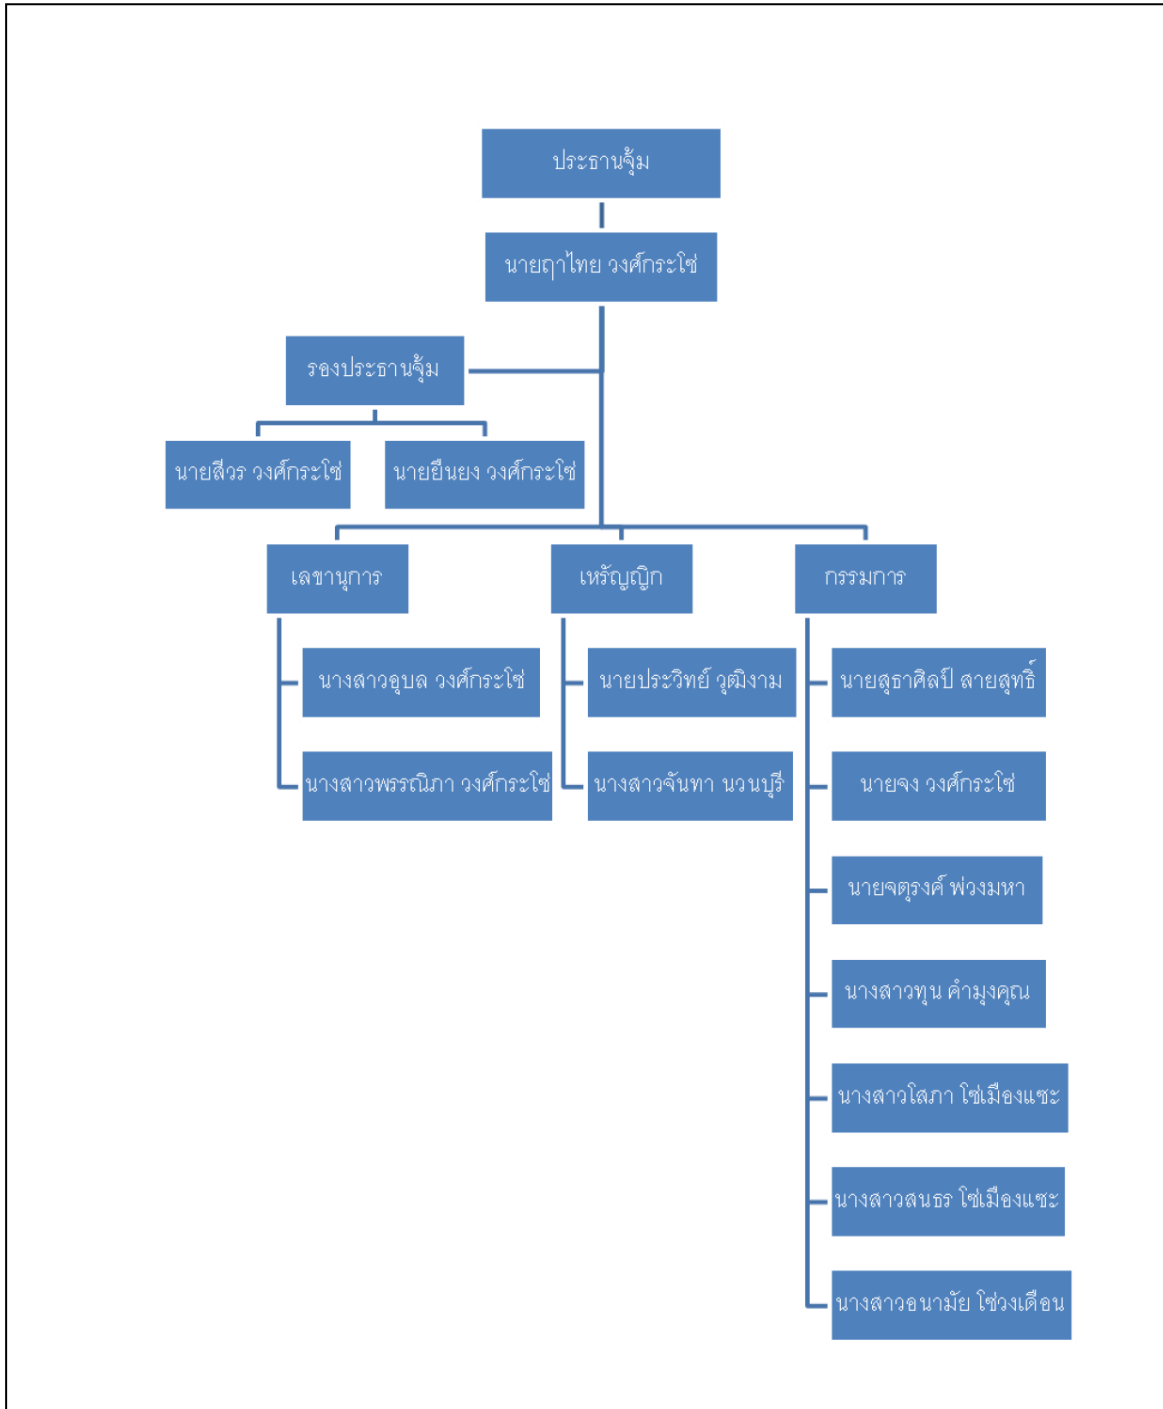 ประธานจุ้ม
นายฤาไทย วงศ์กระโซ่
รองประธานจุ้ม
นายสีวร วงศ์กระโซ่
นายยืนยง วงศ์กระโซ่
เลขานุการ
เหรัญญิก
กรรมการ
นางสาวอุบล วงศ์กระโซ่
นายประวิทย์ วุฒิงาม
นายสุธาศิลป์ สายสุทธิ์
นางสาวพรรณิภา วงศ์กระโซ่
นางสาวจันทา นวนบุรี
นายจง วงศ์กระโซ่
นายจตุรงค์ พ่วงมหา
นางสาวทุน คำมุงคุณ
นางสาวโสภา โซ่เมืองแซะ
นางสาวสนธร โซ่เมืองแซะ
นางสาวอนามัย โซ่วงเดือน